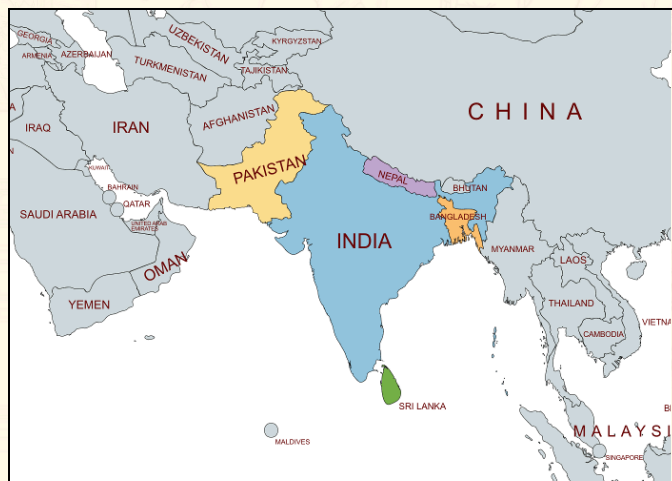 GEORGIA
UZBEKISTAN
KYRGYZSTAN
ARMENIA
AZERBAIJAN
TURKMENISTAN
TAJIKISTAN
CHINA
AFGHANISTAN
IRAQ
IRAN
KUWAIT
PAKISTAN
NEPAL
BHUTAN
BAHRAIN
QATAR
SAUDI ARABIA
UNITED ARAB
EMIRATES
BANGLADESH
INDIA
MYANMAR
OMAN
LAOS
YEMEN
THAILAND
VIETNA
CAMBODIA
SRI LANKA
MALDIVES
MALAYSI
SINGAPORE